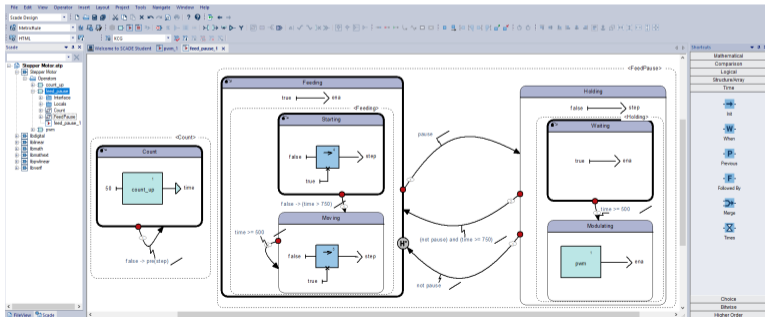 File Edit View Operator Insert Layout Project Tools Navigate Window Help
Scade Design
Metricature
HTML
KCG
Scade
Welcome to SCADE Student
pwm_1
feed_pause_1
Shortcuts
Stepper Motor.etp
Stepper Motor
Operators
count_up
feed_pause
Interface
Locals
Count
FeedPause
feed_pause_1
pwm
libdigital
liblinear
libmath
libmathext
libpwlinear
libverif
FileView
Scade
<Count>
Count
50
count_up
time
false -> pre(step)
<FeedPause>
Feeding
true
ena
<Feeding>
Starting
false
step
true
false -> (time > 750)
Moving
time >= 500
false
step
true
pause
(not pause) and (time >= 750)
not pause
H*
Holding
false
step
<Holding>
Waiting
true
ena
time >= 500
Modulating
pwm
ena
Mathematical
Comparison
Logical
Structure/Array
Time
Init
When
Previous
Followed By
Merge
Times
Choice
Bitwise
Higher Order